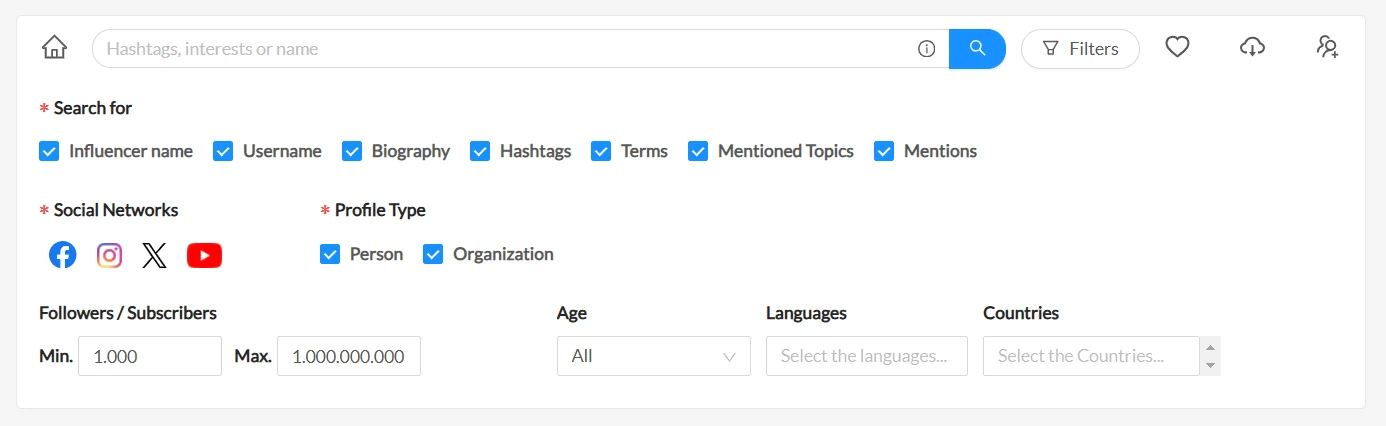 Hashtags, interests or name
Filters
* Search for
Influencer name Username Biography Hashtags Terms Mentioned Topics Mentions
* Social Networks * Profile Type
Person Organization
Followers / Subscribers Age Languages Countries
Min. 1.000 Max. 1.000.000.000 All Select the languages... Select the Countries...